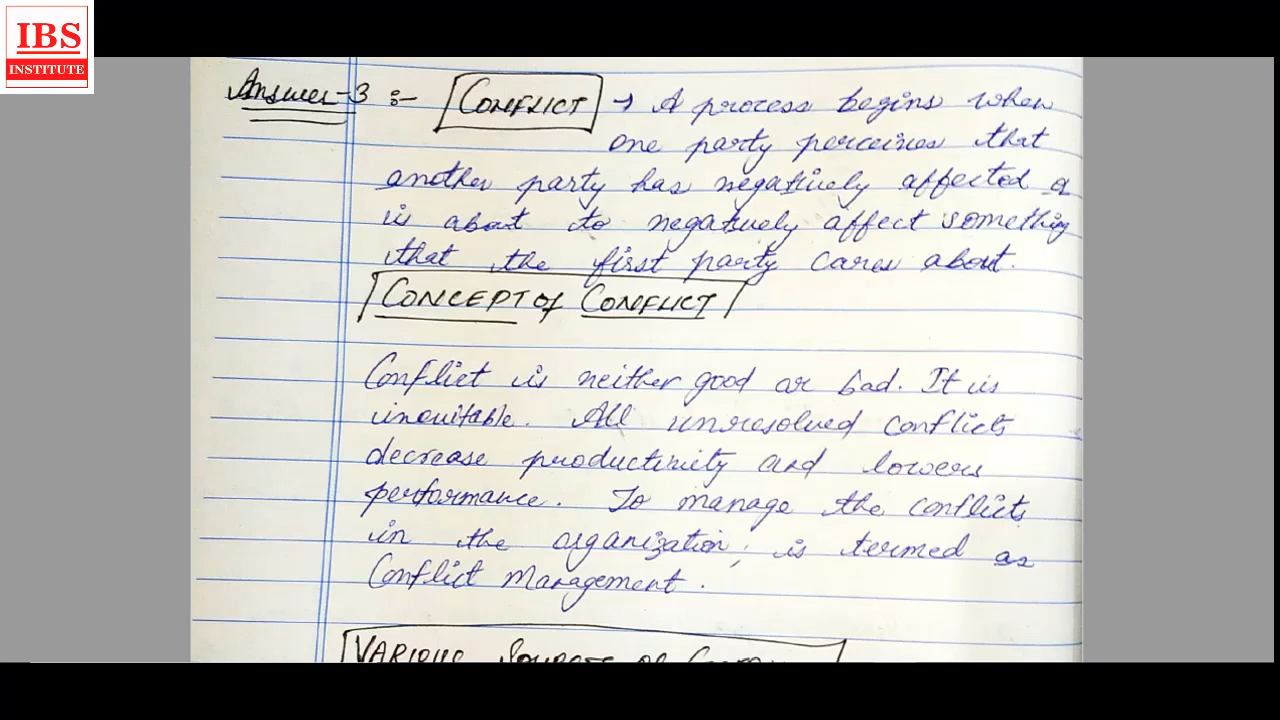 IBS
INSTITUTE
Answer-3 :- CONFLICT → A process begins when
one party perceives that
another party has negatively affected or
is about to negatively affect something
that the first party cares about.
CONCEPT of CONFLICT
Conflict is neither good or bad. It is
inevitable. All unresolved conflicts
decrease productivity and lowers
performance. To manage the conflicts
in the organization, is termed as
Conflict Management.
VARIOUS SOURCES OF